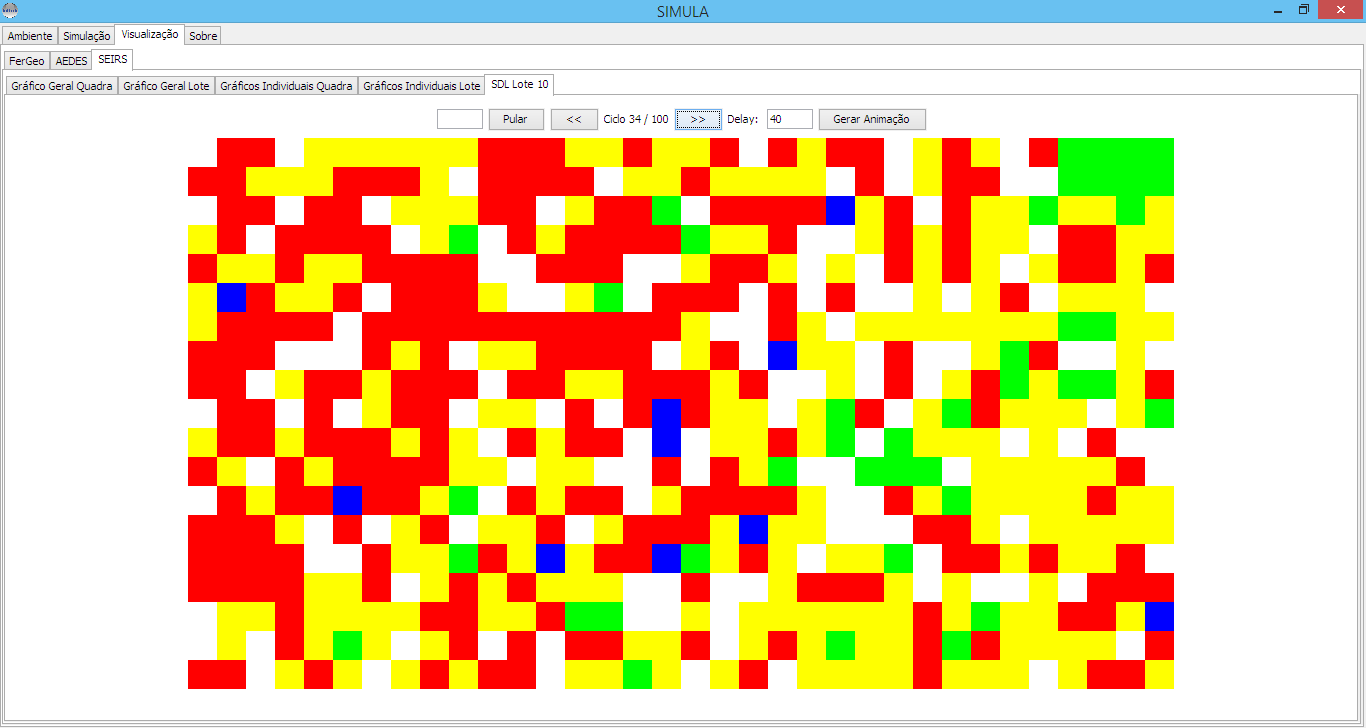 SIMULA
Ambiente Simulação Visualização Sobre
FerGeo AEDES SEIRS
Gráfico Geral Quadra Gráfico Geral Lote Gráficos Individuais Quadra Gráficos Individuais Lote SDL Lote 10
Pular << Ciclo 34 / 100 >> Delay: 40 Gerar Animação